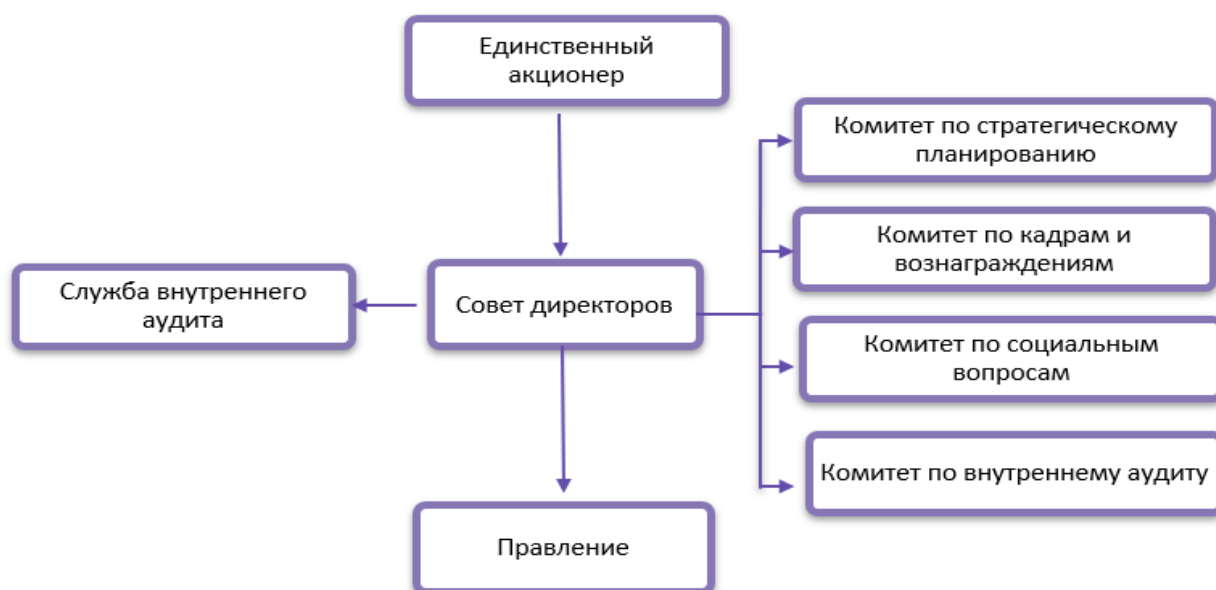 Единственный
акционер
Комитет по стратегическому
планированию
Комитет по кадрам и
вознаграждениям
Служба внутреннего
аудита
Совет директоров
Комитет по социальным
вопросам
Комитет по внутреннему аудиту
Правление